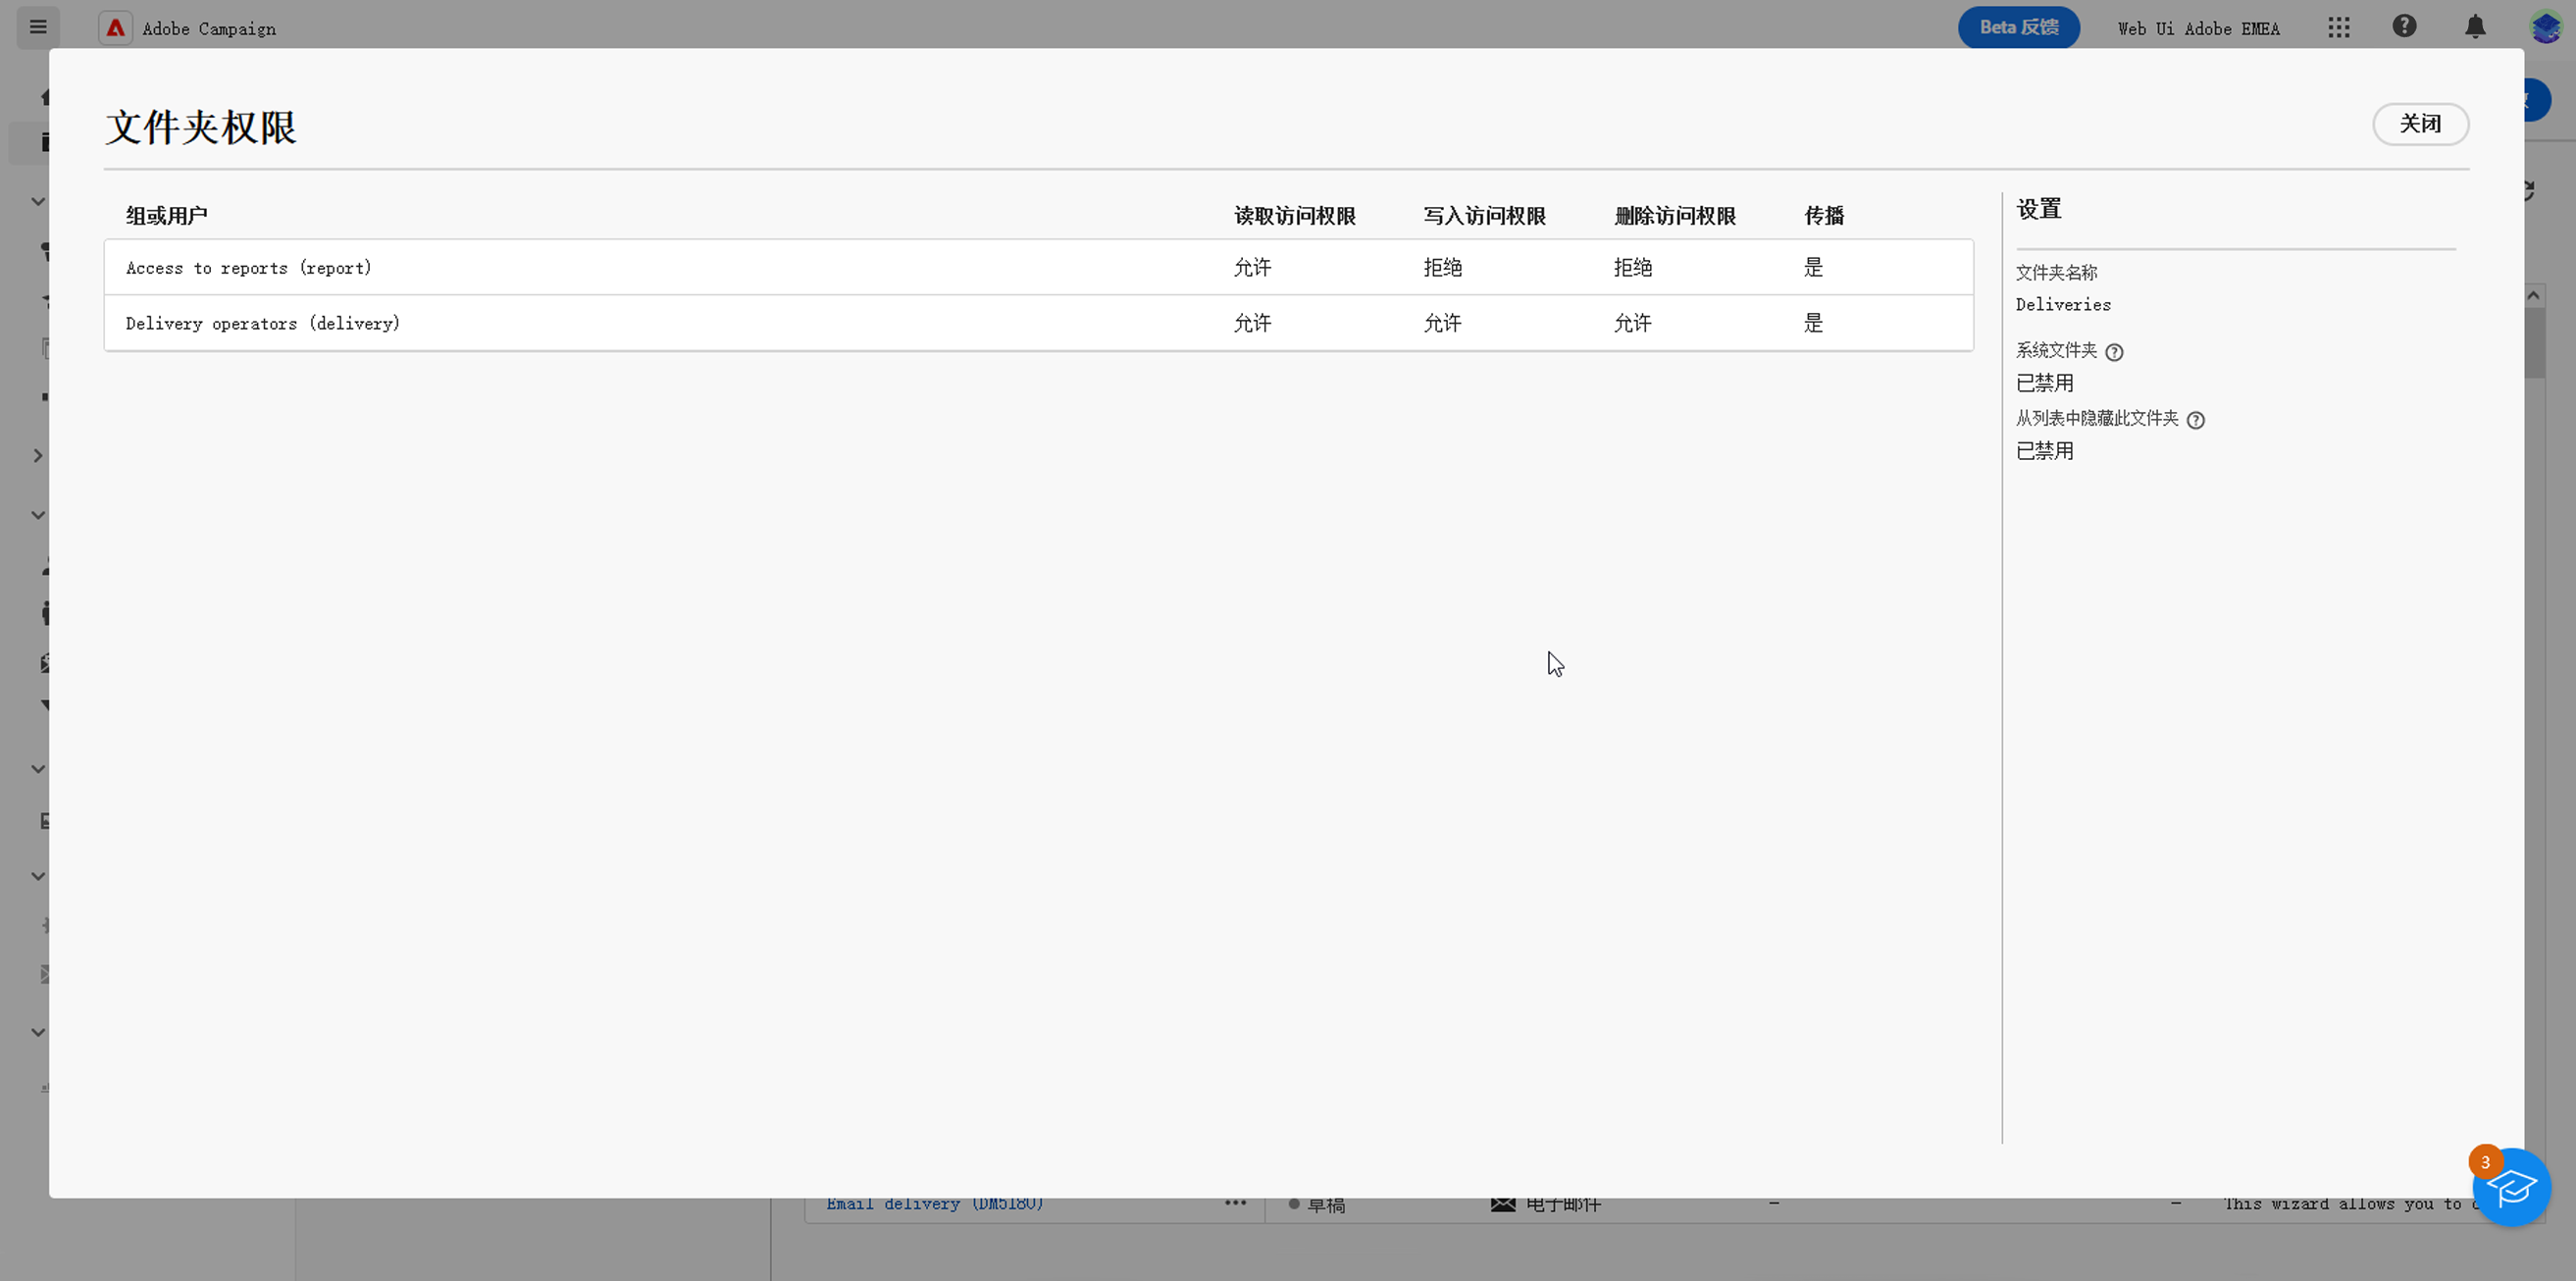 Adobe Campaign
Beta 反馈
Web Ui Adobe EMEA
文件夹权限
关闭
组或用户 读取访问权限 写入访问权限 删除访问权限 传播
Access to reports (report) 允许 拒绝 拒绝 是
Delivery operators (delivery) 允许 允许 允许 是
设置
文件夹名称
Deliveries
系统文件夹
已禁用
从列表中隐藏此文件夹
已禁用
3
Email delivery (DM5180) 草稿 电子邮件 – – This wizard allows you to